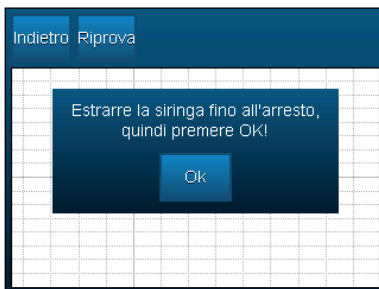 Indietro Riprova
Estrarre la siringa fino all'arresto,
quindi premere OK!
Ok